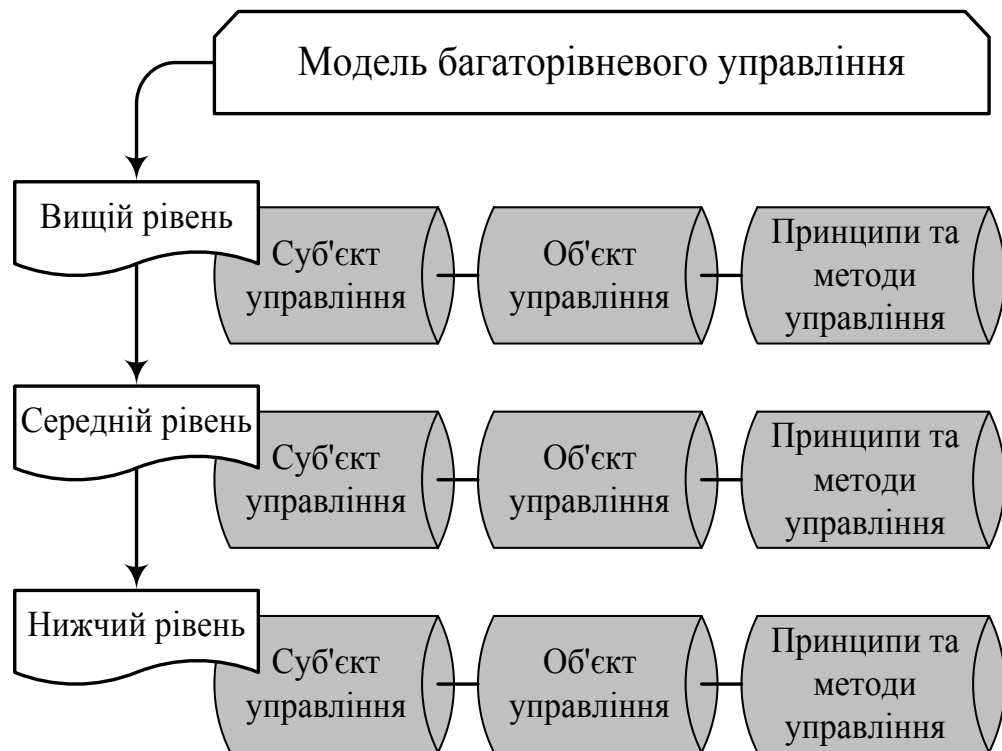 Модель багаторівневого управління
Вищій рівень
Суб'єкт
управління
Об'єкт
управління
Принципи та
методи
управління
Середній рівень
Суб'єкт
управління
Об'єкт
управління
Принципи та
методи
управління
Нижчий рівень
Суб'єкт
управління
Об'єкт
управління
Принципи та
методи
управління